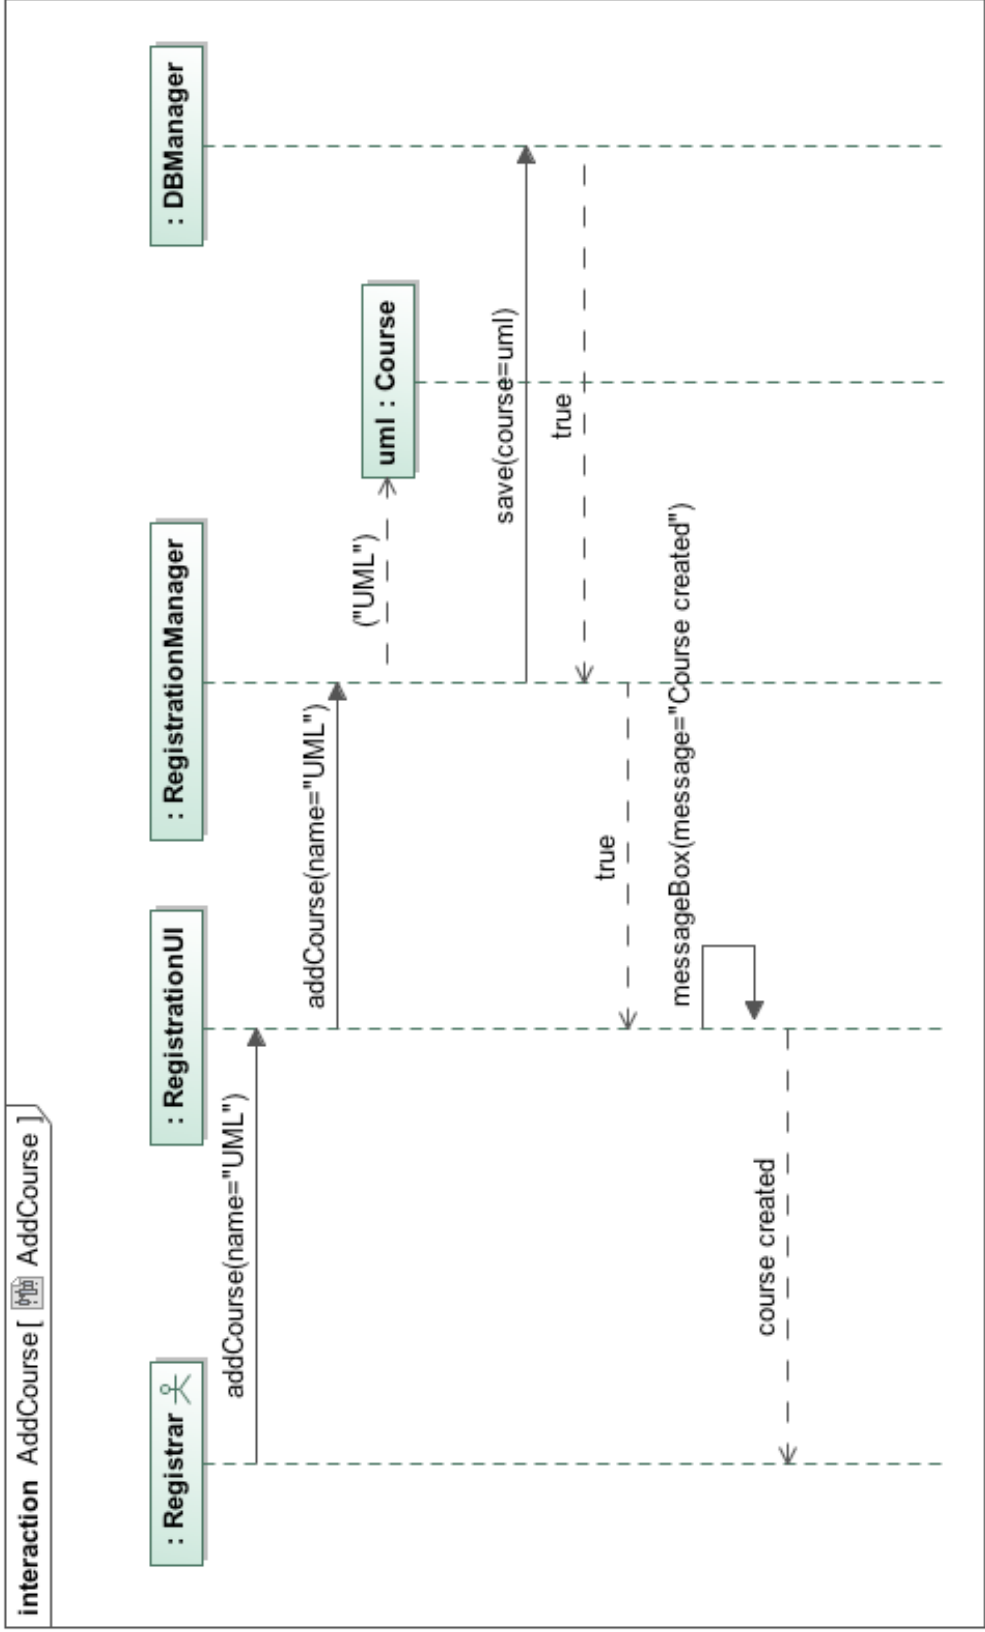 interaction AddCourse[ AddCourse ]
: Registrar
: RegistrationUI
: RegistrationManager
: DBManager
addCourse(name="UML")
addCourse(name="UML")
("UML")
uml : Course
save(course=uml)
true
true
messageBox(message="Course created")
course created